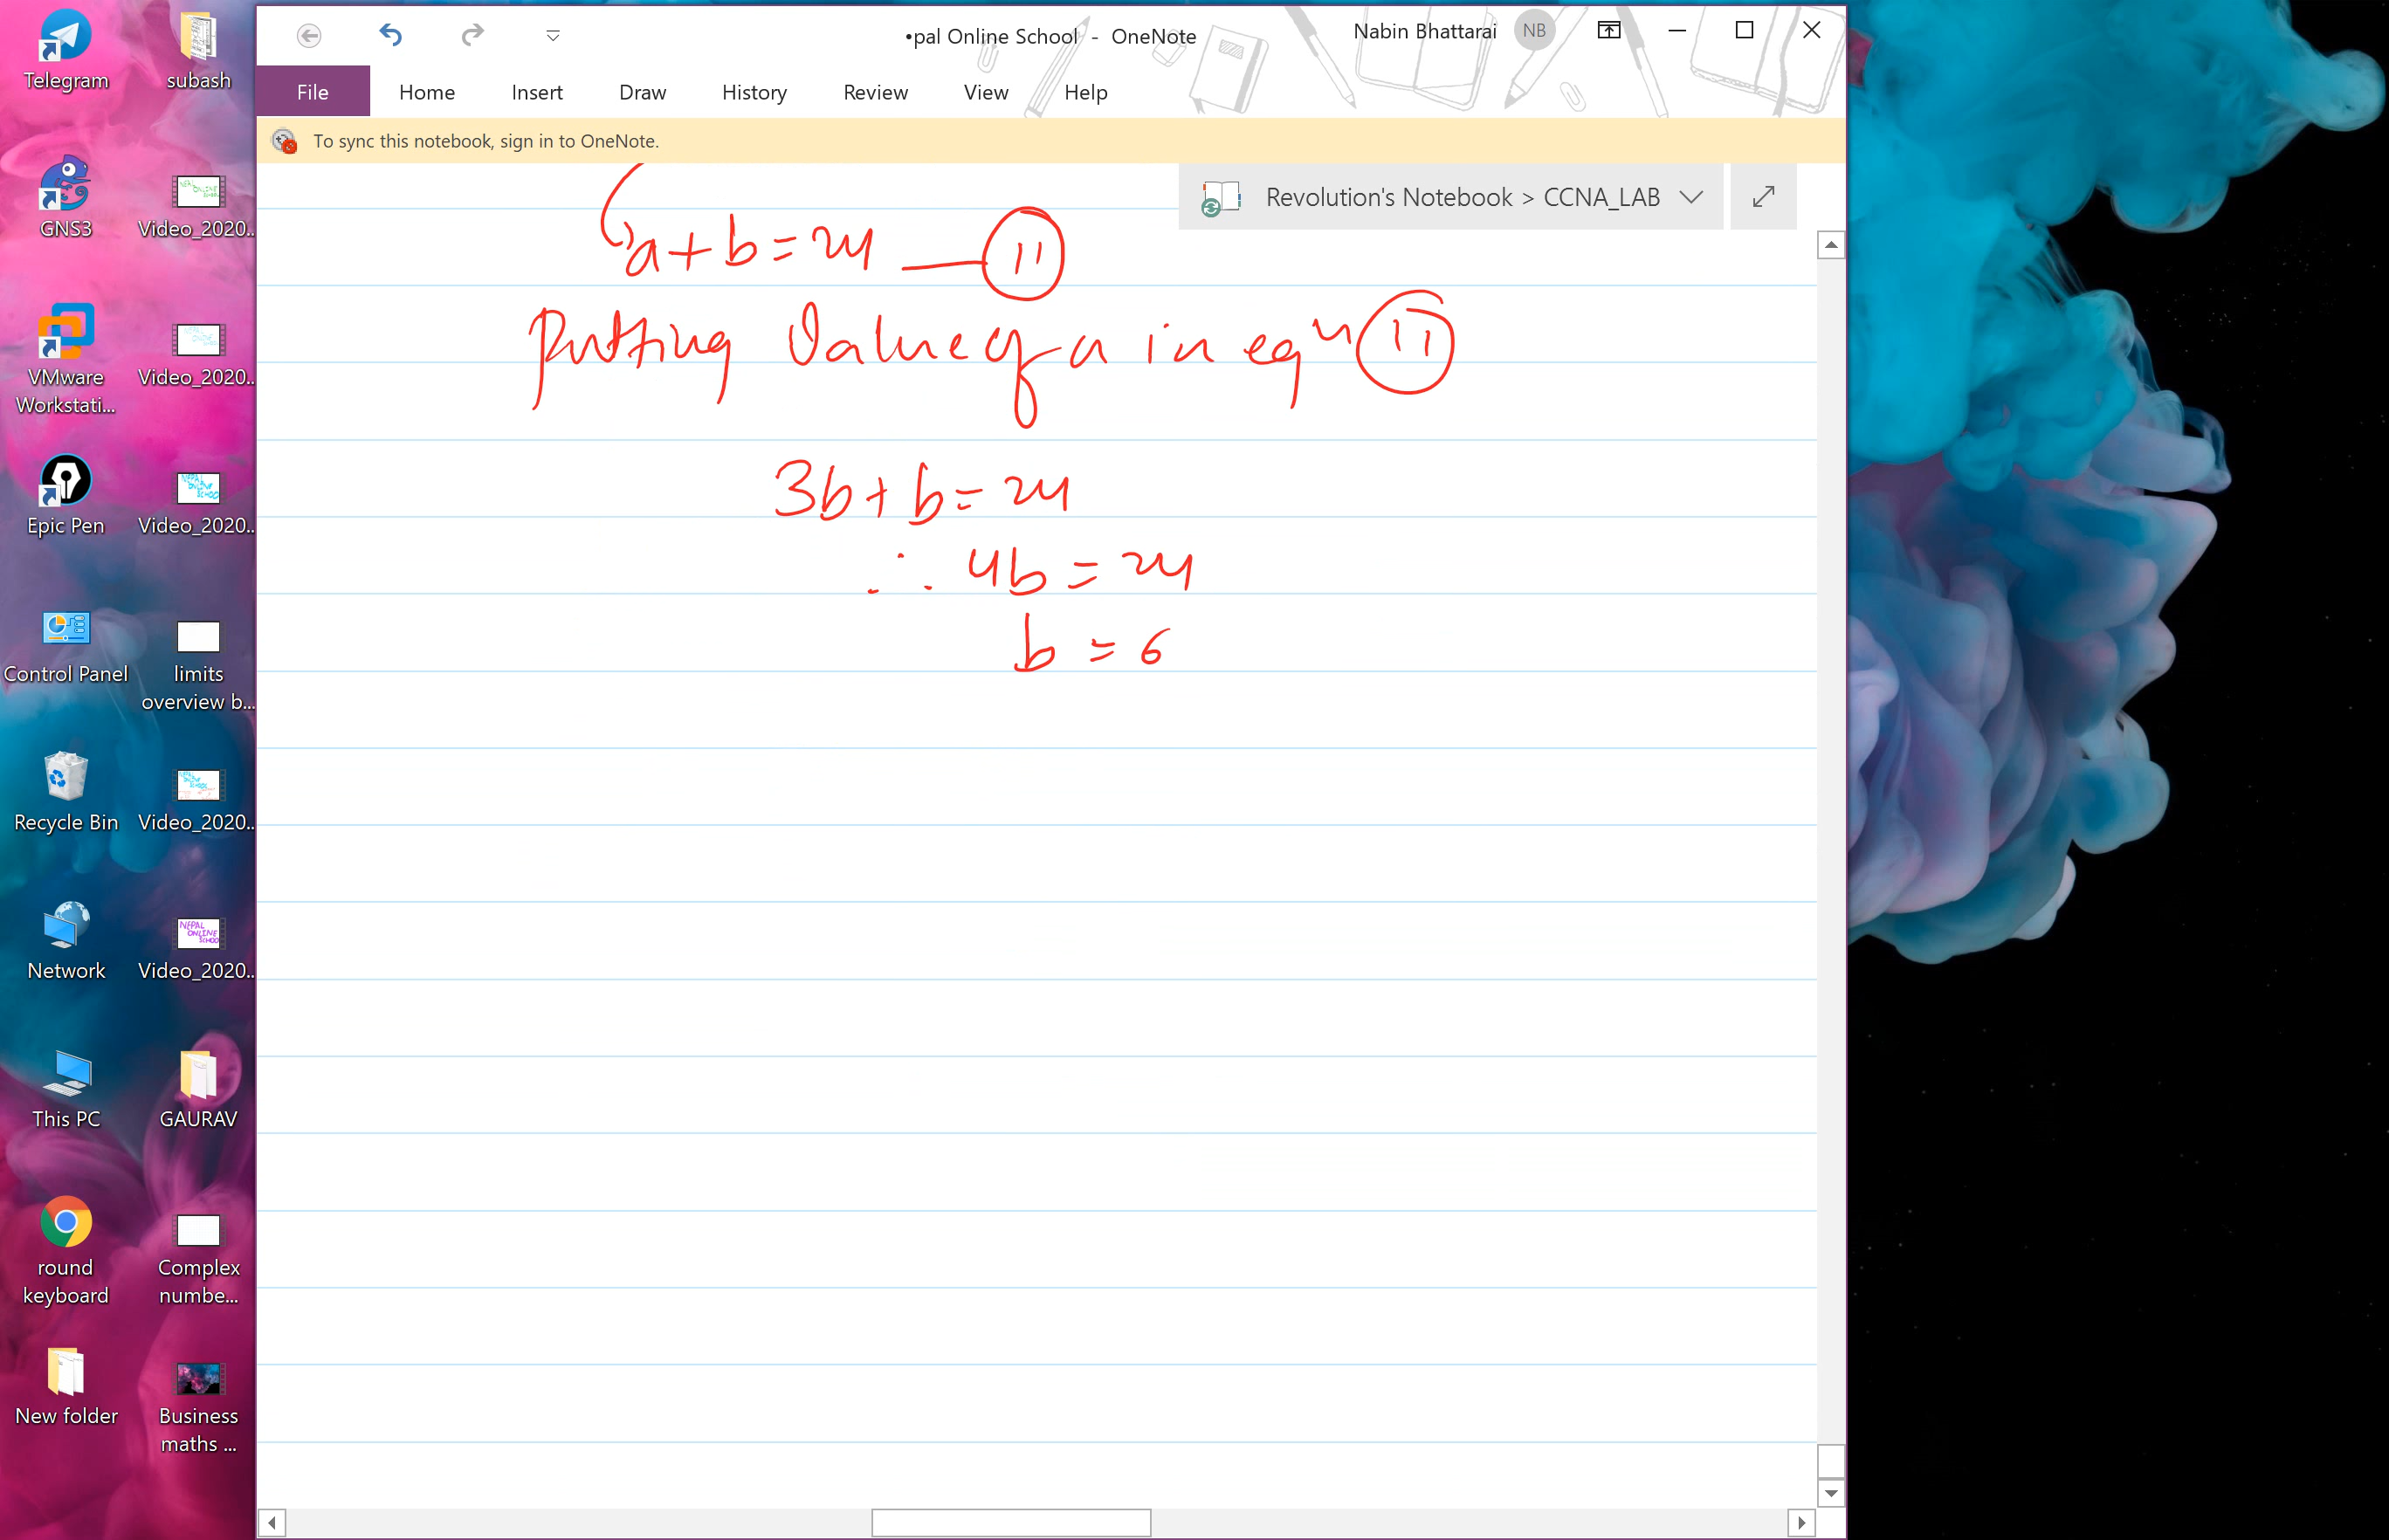 •pal Online School - OneNote
Nabin Bhattarai NB
File Home Insert Draw History Review View Help
To sync this notebook, sign in to OneNote.
Revolution's Notebook > CCNA_LAB
a + b = 24 — II
Putting Value of a in eqⁿ II
3b + b = 24
∴ 4b = 24
b = 6
Telegram
subash
GNS3
Video_2020...
VMware
Workstati...
Video_2020...
Epic Pen
Video_2020...
Control Panel
limits
overview b...
Recycle Bin
Video_2020...
Network
Video_2020...
This PC
GAURAV
round
keyboard
Complex
numbe...
New folder
Business
maths ...